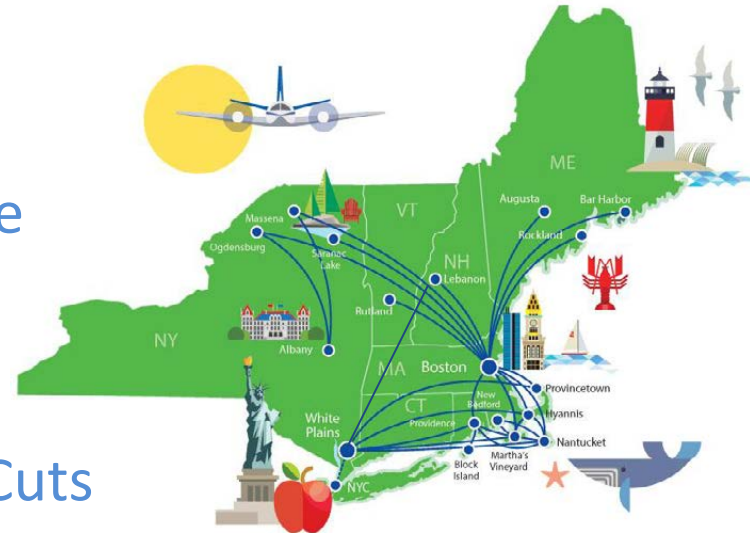 ME
Augusta
Bar Harbor
VT
Massena
e
Rockland
Ogdensburg
Saranac
Lake
NH
Lebanon
Rutland
NY
Albany
MA
Boston
Provincetown
CT
New
Bedford
Hyannis
White
Plains
Providence
Nantucket
Martha's
Vineyard
Block
Island
Cuts
NYC